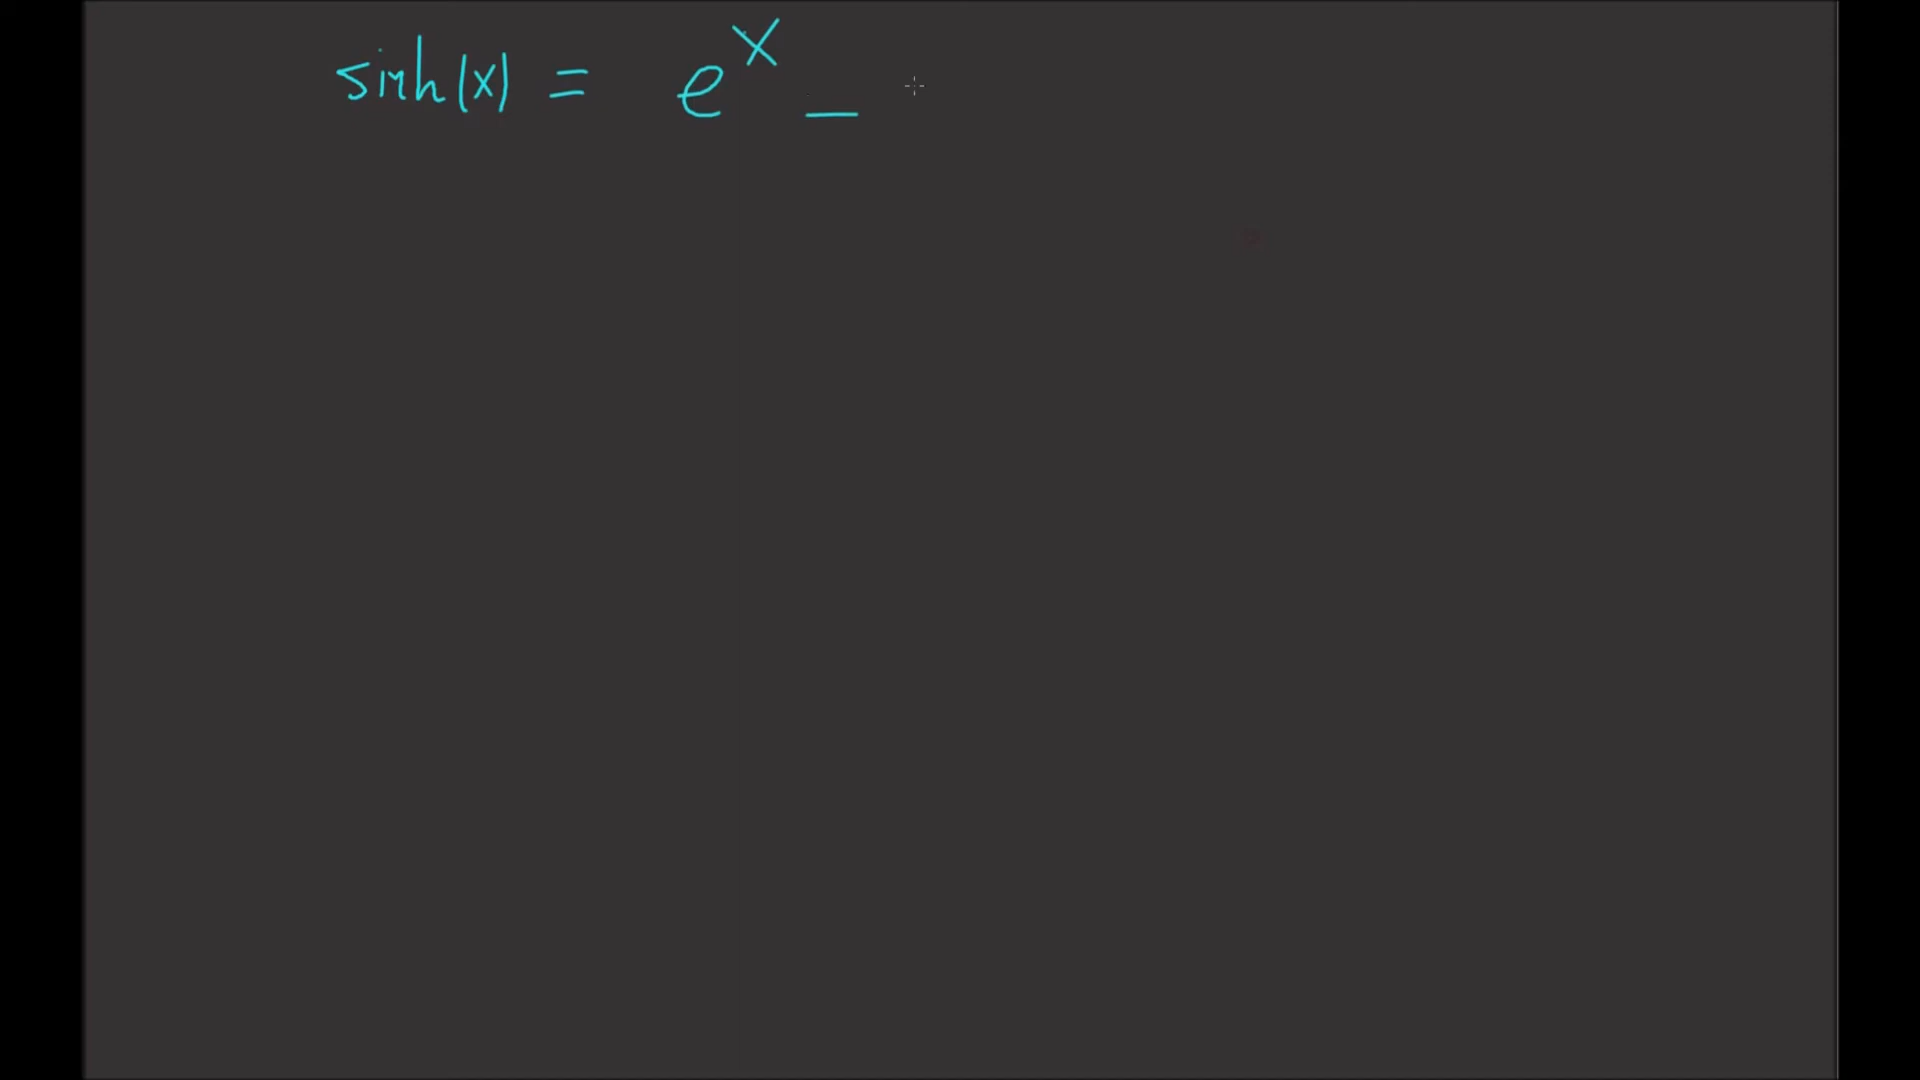 sinh(x) = e^x −